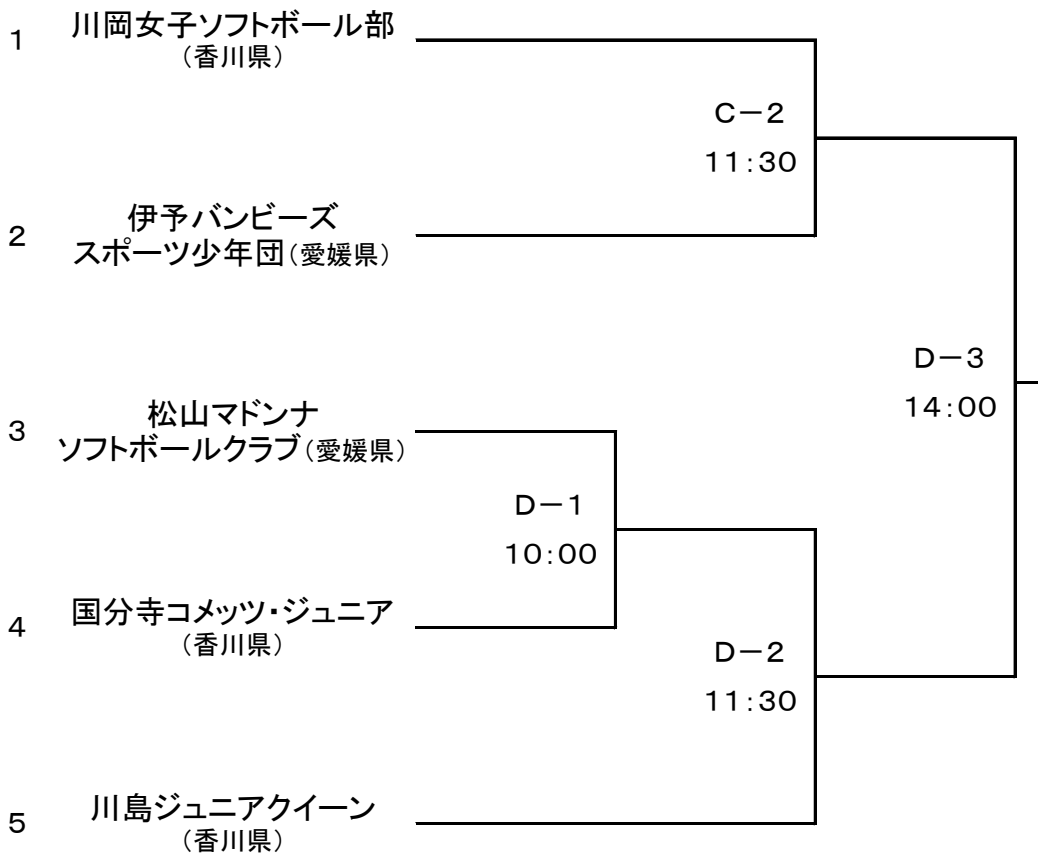 1 川岡女子ソフトボール部
（香川県）
C－2
11:30
2 伊予バンビーズ
スポーツ少年団（愛媛県）
D－3
14:00
3 松山マドンナ
ソフトボールクラブ（愛媛県）
D－1
10:00
4 国分寺コメッツ・ジュニア
（香川県）
D－2
11:30
5 川島ジュニアクイーン
（香川県）